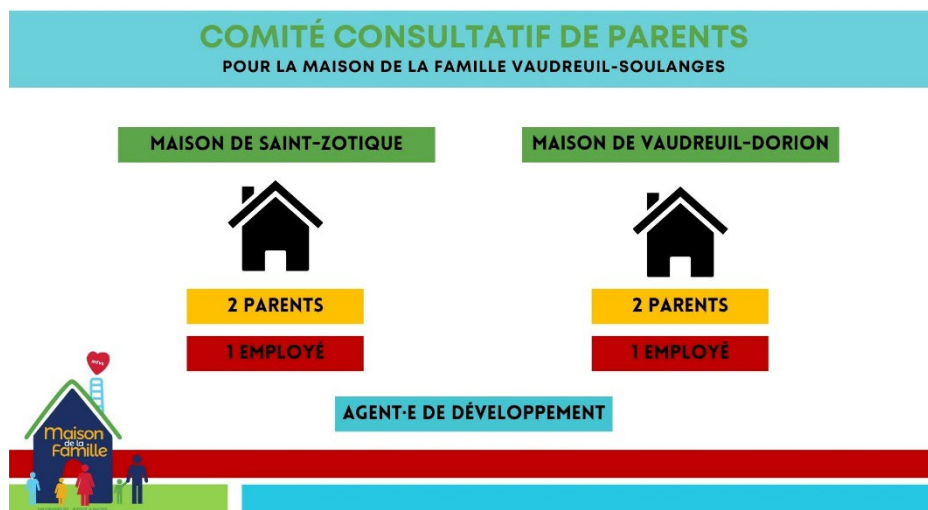 COMITÉ CONSULTATIF DE PARENTS
POUR LA MAISON DE LA FAMILLE VAUDREUIL-SOULANGES
MAISON DE SAINT-ZOTIQUE
MAISON DE VAUDREUIL-DORION
2 PARENTS
2 PARENTS
1 EMPLOYÉ
1 EMPLOYÉ
AGENT·E DE DÉVELOPPEMENT
Maison
de la
Famille